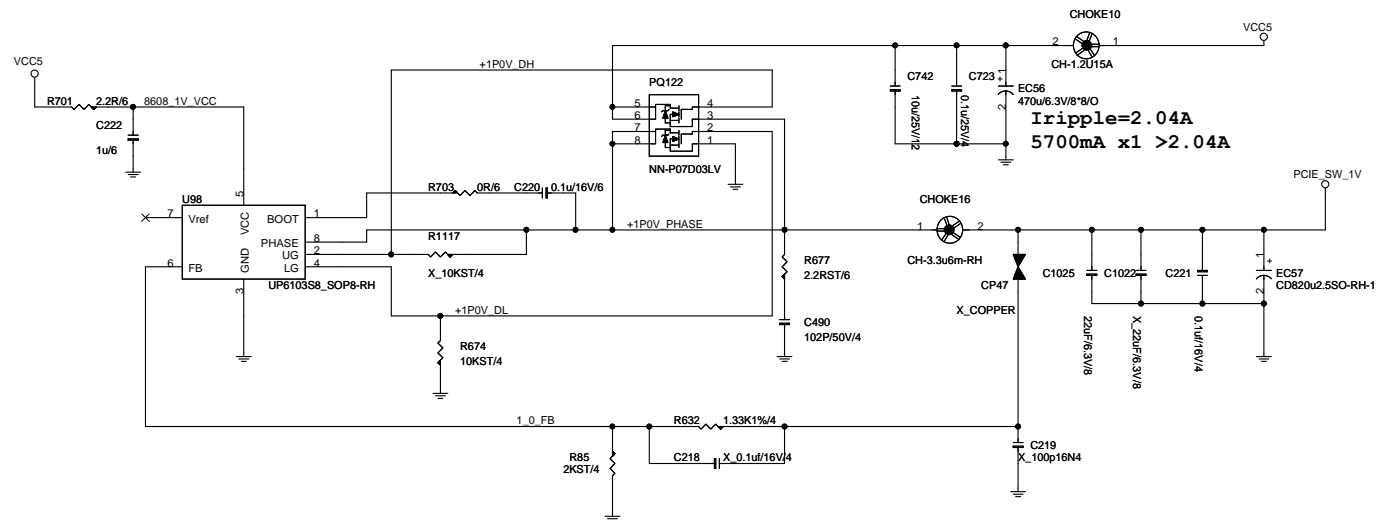 CHOKE10
VCC5
2
1
CH-1.2U15A
VCC5
+1P0V_DH
PQ122
C742
10u/25V/12
C723
0.1u/25V/4
+
1
EC56
470u/6.3V/8*8/O
2
Iripple=2.04A
5700mA x1 >2.04A
R701
2.2R/6
8608_1V_VCC
C222
1u/6
5
4
6
3
7
2
8
1
NN-P07D03LV
PCIE_SW_1V
R703
0R/6
C220
0.1u/16V/6
U98
5
7
Vref
BOOT
1
VCC
PHASE
8
UG
2
6
FB
GND
LG
4
UP6103S8_SOP8-RH
3
+1P0V_PHASE
R1117
X_10KST/4
CHOKE16
1
2
CH-3.3u6m-RH
R677
2.2RST/6
CP47
X_COPPER
C1025
22uF/6.3V/8
C1022
X_22uF/6.3V/8
C221
0.1uf/16V/4
1
+
EC57
CD820u2.5SO-RH-1
2
+1P0V_DL
C490
102P/50V/4
R674
10KST/4
1_0_FB
R632
1.33K1%/4
R85
2KST/4
C218
X_0.1uf/16V/4
C219
X_100p16N4